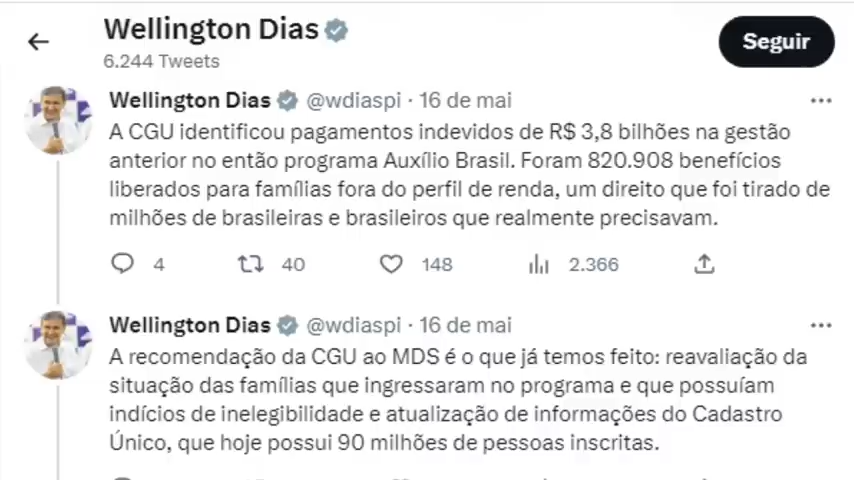 Wellington Dias
6.244 Tweets
Seguir
Wellington Dias @wdiaspi · 16 de mai
A CGU identificou pagamentos indevidos de R$ 3,8 bilhões na gestão
anterior no então programa Auxílio Brasil. Foram 820.908 benefícios
liberados para famílias fora do perfil de renda, um direito que foi tirado de
milhões de brasileiras e brasileiros que realmente precisavam.
4 40 148 2.366
Wellington Dias @wdiaspi · 16 de mai
A recomendação da CGU ao MDS é o que já temos feito: reavaliação da
situação das famílias que ingressaram no programa e que possuíam
indícios de inelegibilidade e atualização de informações do Cadastro
Único, que hoje possui 90 milhões de pessoas inscritas.